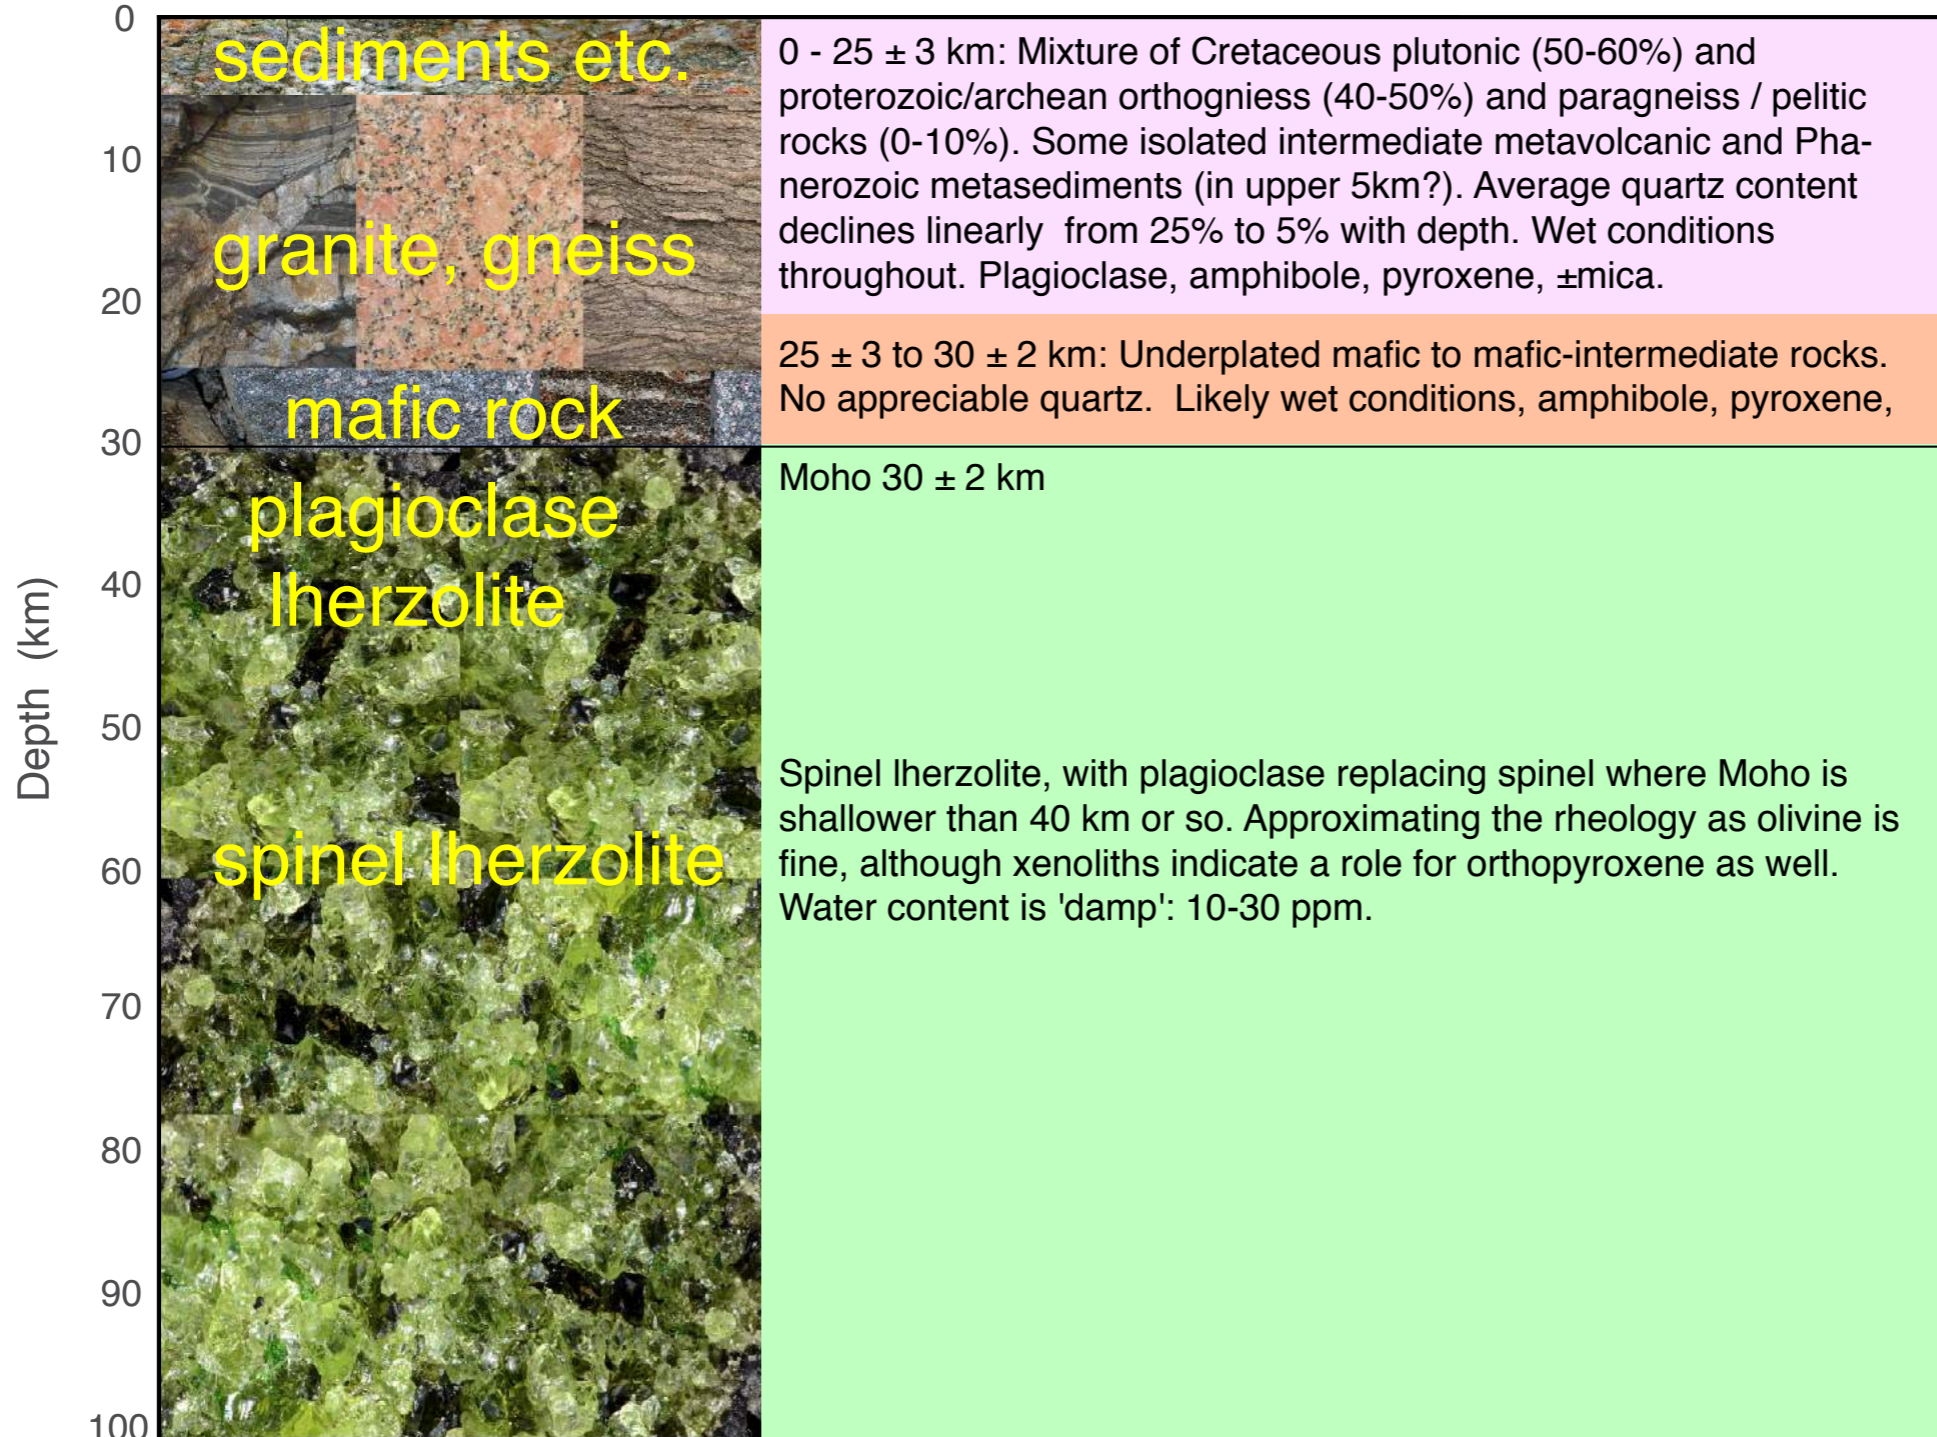 0
10
20
30
40
50
60
70
80
90
100
Depth (km)
sediments etc.
granite, gneiss
mafic rock
plagioclase
lherzolite
spinel lherzolite
0 - 25 ± 3 km: Mixture of Cretaceous plutonic (50-60%) and
proterozoic/archean orthogniess (40-50%) and paragneiss / pelitic
rocks (0-10%). Some isolated intermediate metavolcanic and Pha-
nerozoic metasediments (in upper 5km?). Average quartz content
declines linearly from 25% to 5% with depth. Wet conditions
throughout. Plagioclase, amphibole, pyroxene, ±mica.
25 ± 3 to 30 ± 2 km: Underplated mafic to mafic-intermediate rocks.
No appreciable quartz. Likely wet conditions, amphibole, pyroxene,
Moho 30 ± 2 km
Spinel lherzolite, with plagioclase replacing spinel where Moho is
shallower than 40 km or so. Approximating the rheology as olivine is
fine, although xenoliths indicate a role for orthopyroxene as well.
Water content is 'damp': 10-30 ppm.